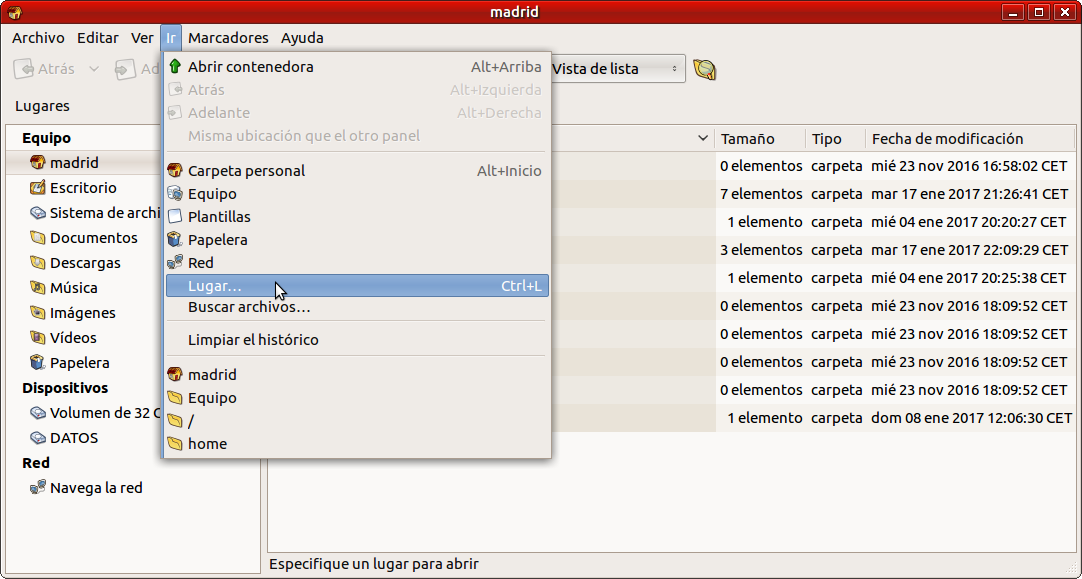 madrid
Archivo Editar Ver Ir Marcadores Ayuda
Atrás Ad Vista de lista
Lugares
Equipo
madrid
Escritorio
Sistema de archi
Documentos
Descargas
Música
Imágenes
Vídeos
Papelera
Dispositivos
Volumen de 32 G
DATOS
Red
Navega la red
Abrir contenedora Alt+Arriba
Atrás Alt+Izquierda
Adelante Alt+Derecha
Misma ubicación que el otro panel
Carpeta personal Alt+Inicio
Equipo
Plantillas
Papelera
Red
Lugar... Ctrl+L
Buscar archivos...
Limpiar el histórico
madrid
Equipo
/
home
Tamaño Tipo Fecha de modificación
0 elementos carpeta mié 23 nov 2016 16:58:02 CET
7 elementos carpeta mar 17 ene 2017 21:26:41 CET
1 elemento carpeta mié 04 ene 2017 20:20:27 CET
3 elementos carpeta mar 17 ene 2017 22:09:29 CET
1 elemento carpeta mié 04 ene 2017 20:25:38 CET
0 elementos carpeta mié 23 nov 2016 18:09:52 CET
0 elementos carpeta mié 23 nov 2016 18:09:52 CET
0 elementos carpeta mié 23 nov 2016 18:09:52 CET
0 elementos carpeta mié 23 nov 2016 18:09:52 CET
1 elemento carpeta dom 08 ene 2017 12:06:30 CET
Especifique un lugar para abrir